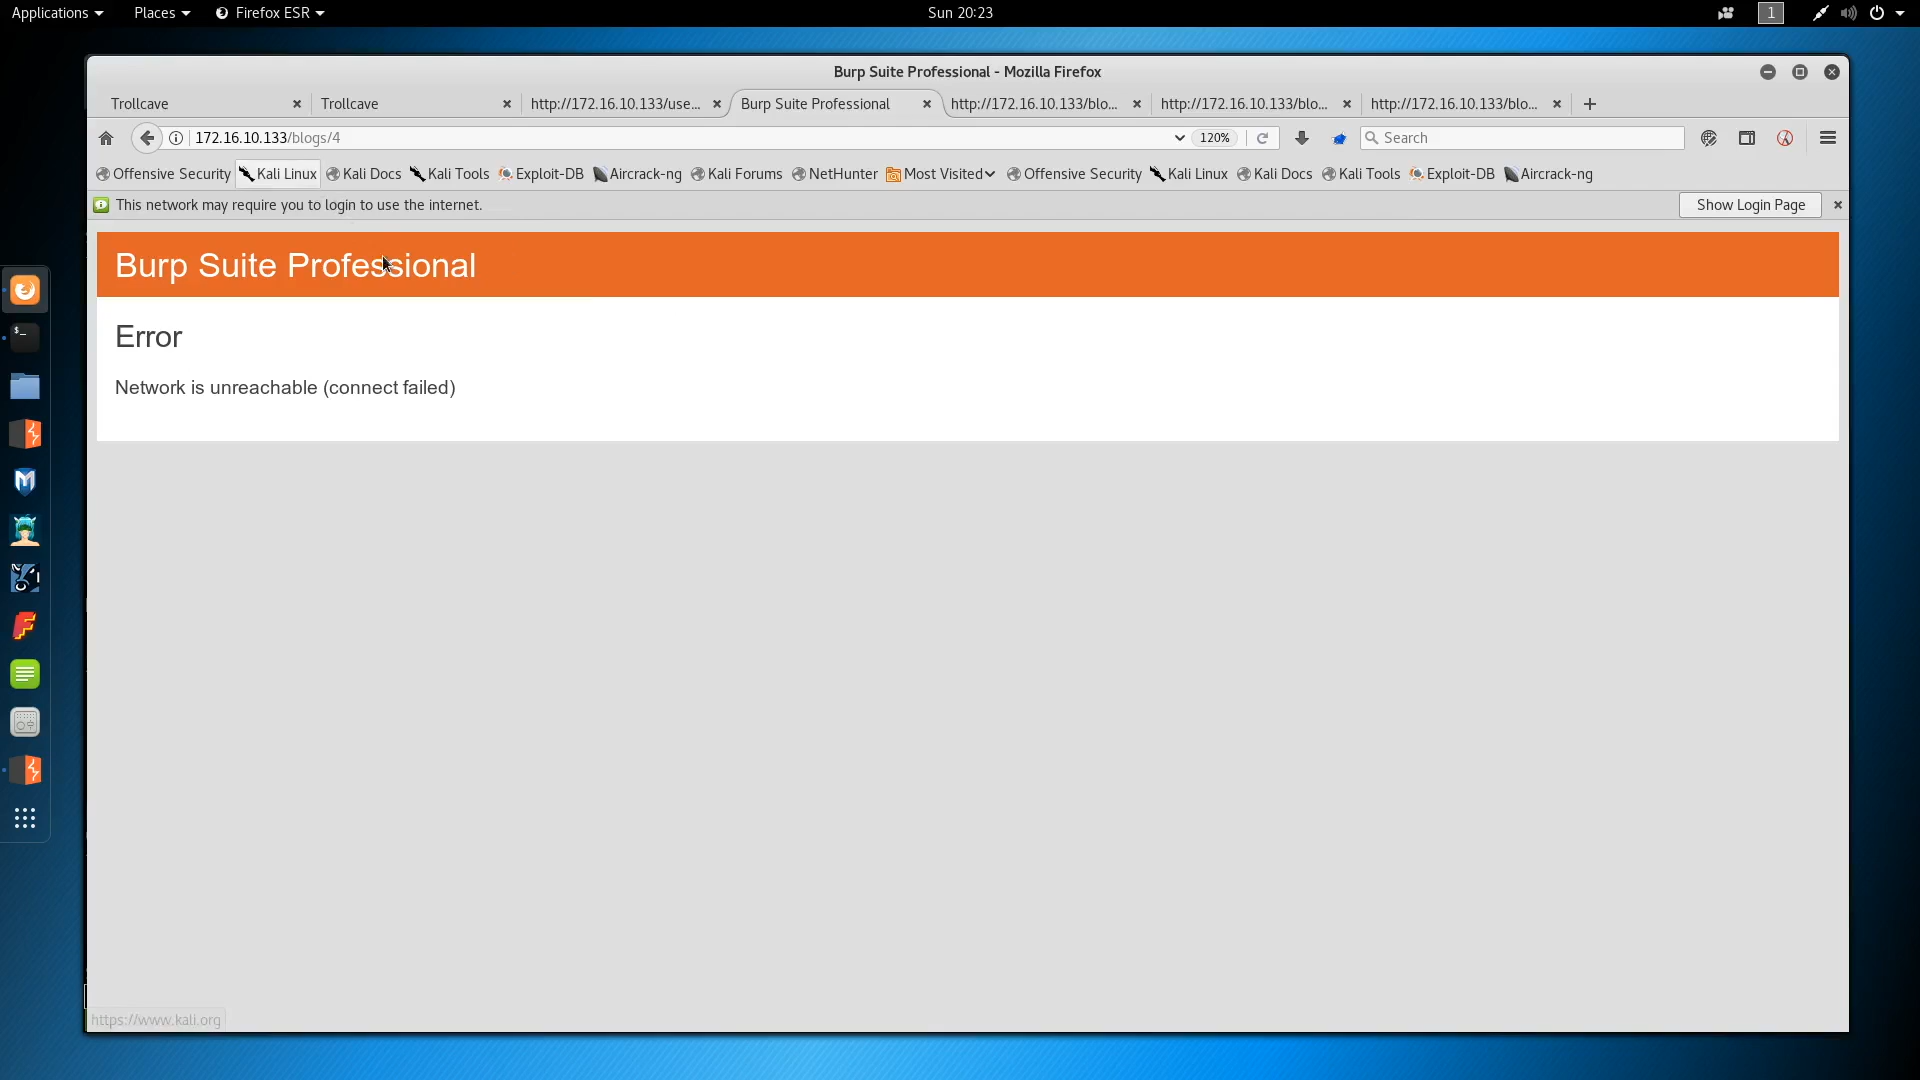 Applications Places Firefox ESR Sun 20:23 1
Burp Suite Professional - Mozilla Firefox
Trollcave Trollcave http://172.16.10.133/use... Burp Suite Professional http://172.16.10.133/blo... http://172.16.10.133/blo... http://172.16.10.133/blo...
172.16.10.133/blogs/4 120% Search
Offensive Security Kali Linux Kali Docs Kali Tools Exploit-DB Aircrack-ng Kali Forums NetHunter Most Visited Offensive Security Kali Linux Kali Docs Kali Tools Exploit-DB Aircrack-ng
This network may require you to login to use the internet. Show Login Page
Burp Suite Professional
Error
Network is unreachable (connect failed)
https://www.kali.org